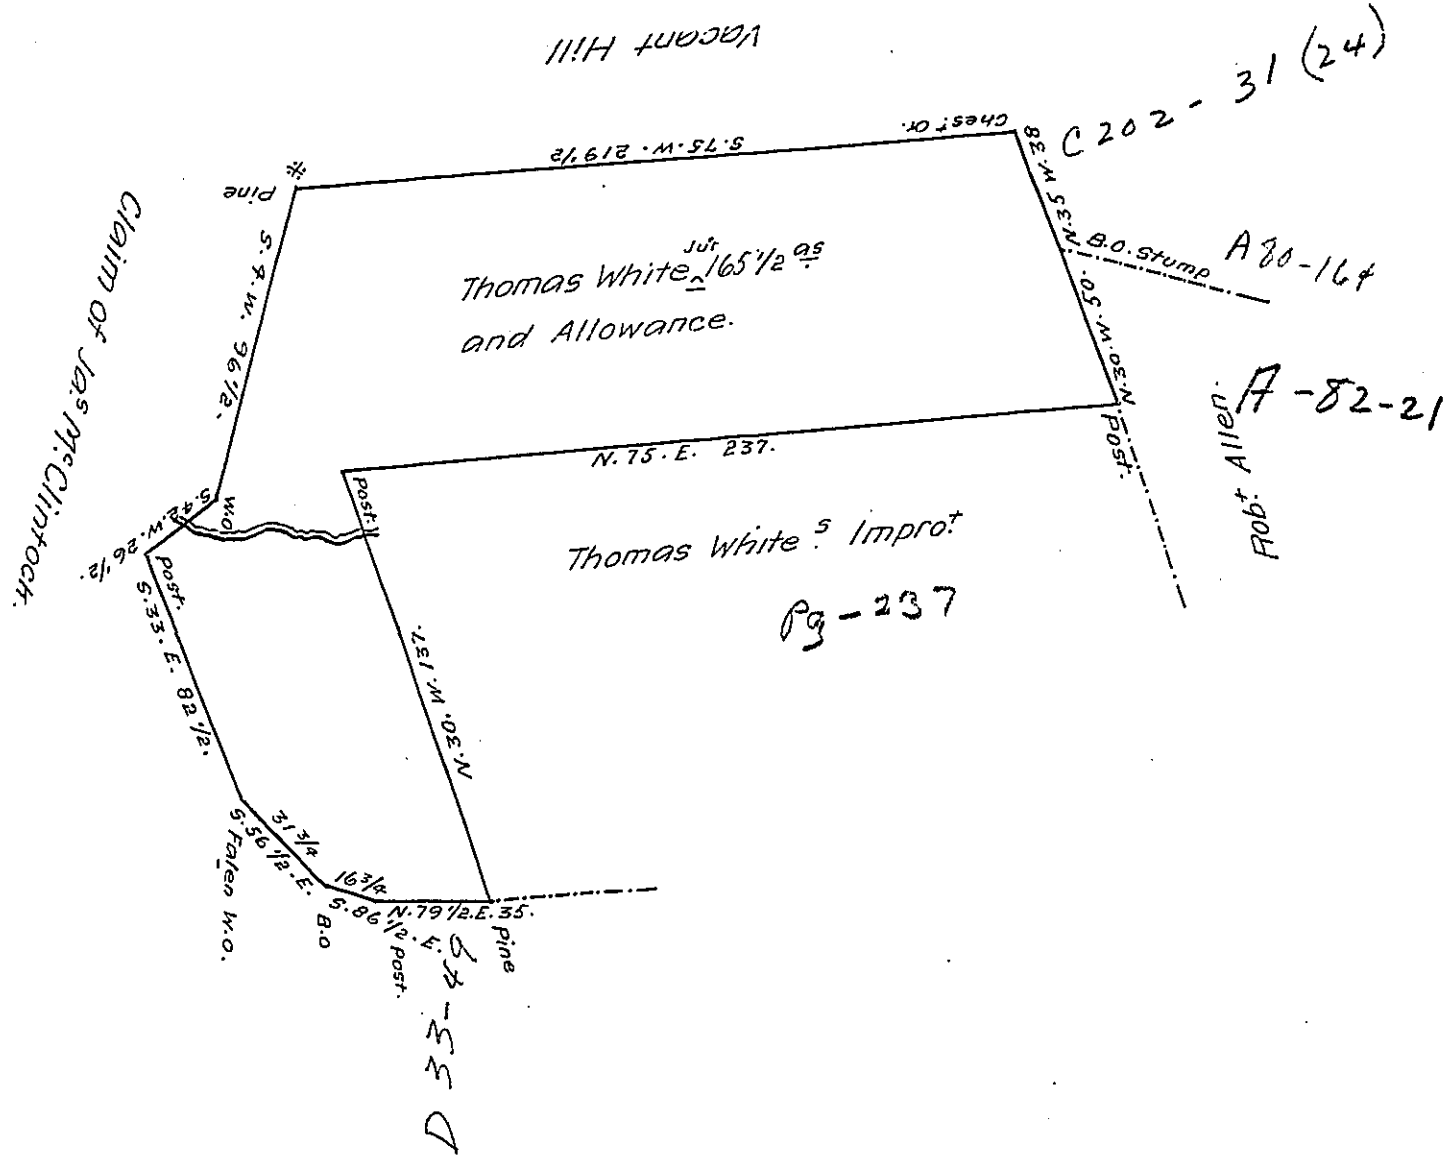 Vacant Hill
C 202 - 31 (24)
Chest O.
S. 75. W. 219 1/2
Pine
N. 35 W. 38
B.O. Stump
A 80-164
N. 30. W. 50.
Post.
Robt Allen.
A-82-21
Claim of Jas McClintock.
S. 4. W. 96 1/2.
Thomas White Junr 165 1/2 as
and Allowance.
N. 75. E. 237.
W.O
S. 42. W. 26 1/2.
Post.
Post.
Thomas White s Improt
Pg-237
S. 33. E. 82 1/2.
N. 30. W. 137.
Falen W.O.
31 3/4
S. 56 1/2. E.
B.O
16 3/4
S. 86 1/2. E.
Post.
N. 79 1/2. E. 35.
Pine
D 33-49